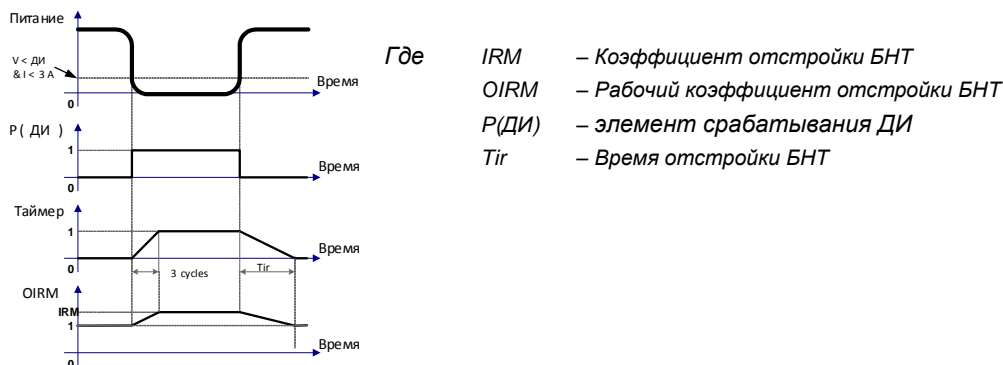 Питание
V < ДИ
& I < 3 A
Время
0
P( ДИ )
1
Время
0
Таймер
1
Время
0
3 cycles
Tir
OIRM
IRM
1
Время
0
Где IRM – Коэффициент отстройки БНТ
OIRM – Рабочий коэффициент отстройки БНТ
P(ДИ) – элемент срабатывания ДИ
Tir – Время отстройки БНТ